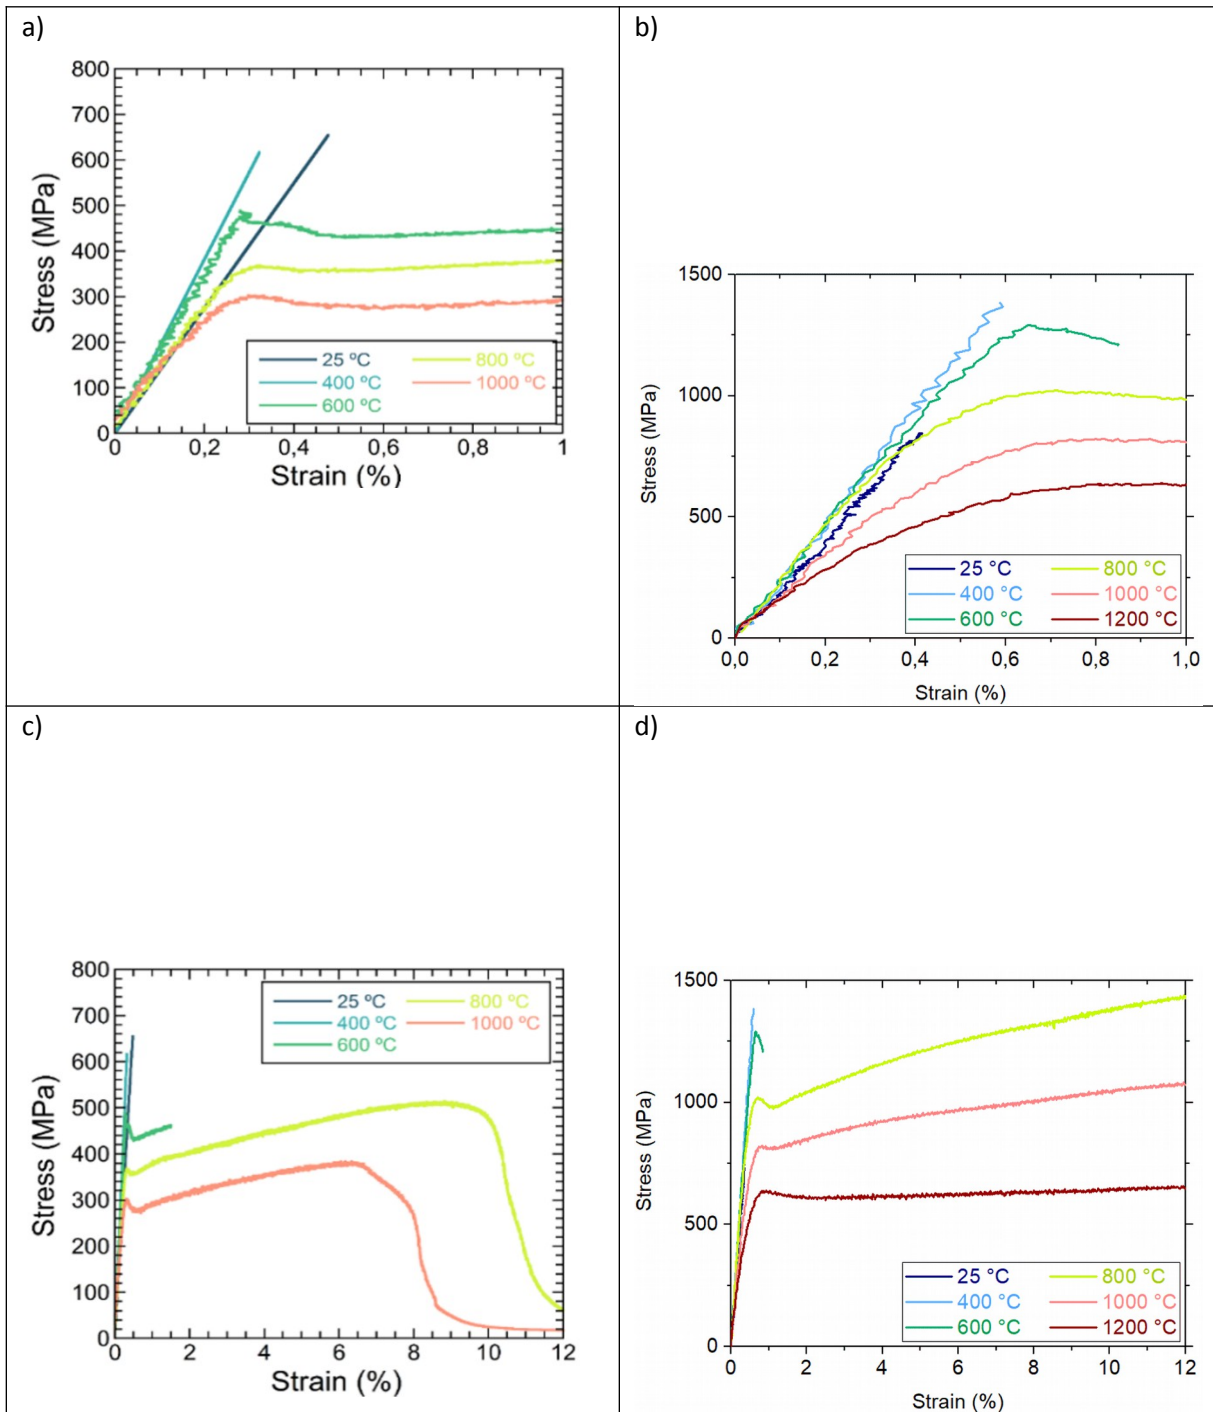 a)
800
700
600
500
400
300
200
100
0
Stress (MPa)
25 ºC
400 ºC
600 ºC
800 ºC
1000 ºC
0 0,2 0,4 0,6 0,8 1
Strain (%)
b)
1500
1000
500
0
Stress (MPa)
25 °C
400 °C
600 °C
800 °C
1000 °C
1200 °C
0,0 0,2 0,4 0,6 0,8 1,0
Strain (%)
c)
800
700
600
500
400
300
200
100
0
Stress (MPa)
25 ºC
400 ºC
600 ºC
800 ºC
1000 ºC
0 2 4 6 8 10 12
Strain (%)
d)
1500
1000
500
0
Stress (MPa)
25 °C
400 °C
600 °C
800 °C
1000 °C
1200 °C
0 2 4 6 8 10 12
Strain (%)